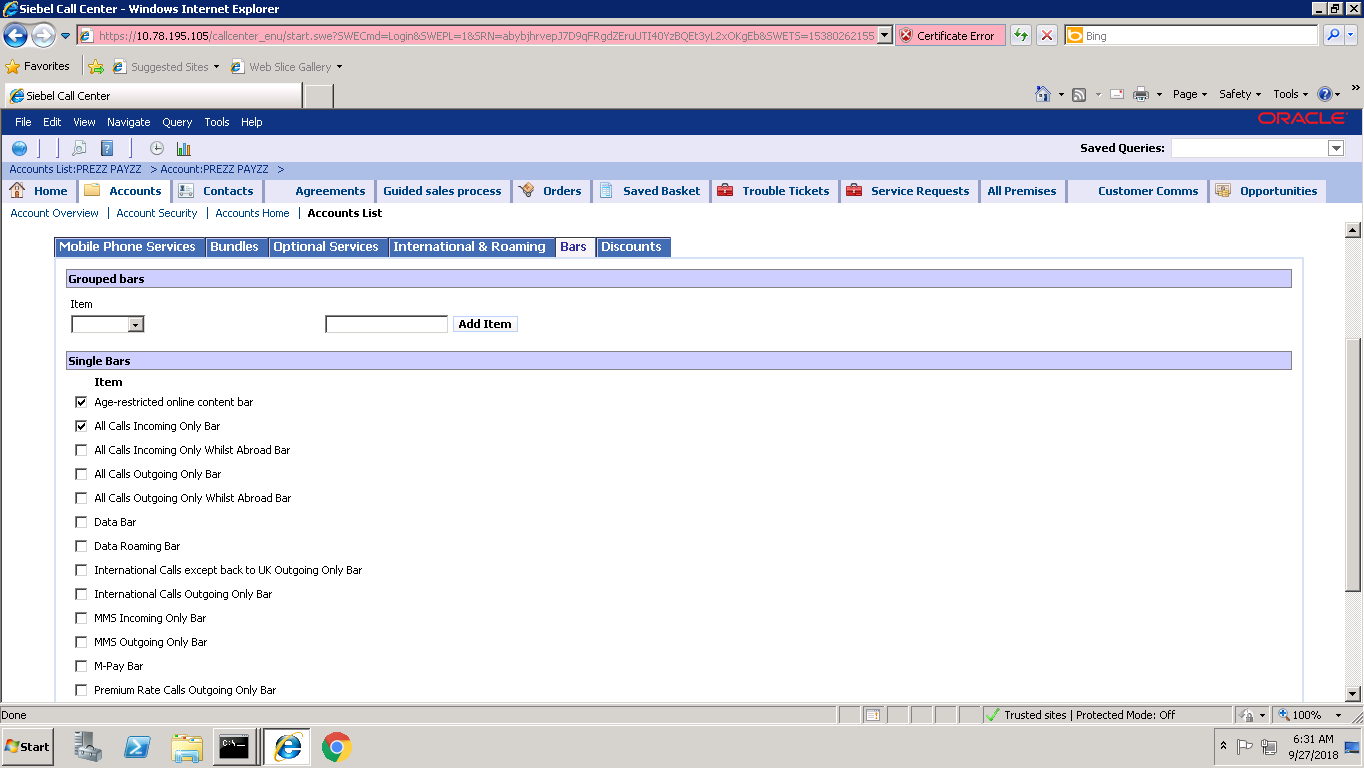 Siebel Call Center - Windows Internet Explorer
https://10.78.195.105/callcenter_enu/start.swe?SWECmd=Login&SWEPL=1&SRN=abybjhrvepJ7D9qFRgdZEruUTI40YzBQEt3yL2xOKgEb&SWETS=15380262155 Certificate Error Bing
Favorites Suggested Sites Web Slice Gallery
Siebel Call Center Page Safety Tools
File Edit View Navigate Query Tools Help ORACLE
Saved Queries:
Accounts List:PREZZ PAYZZ > Account:PREZZ PAYZZ >
Home Accounts Contacts Agreements Guided sales process Orders Saved Basket Trouble Tickets Service Requests All Premises Customer Comms Opportunities
Account Overview | Account Security | Accounts Home | Accounts List
Mobile Phone Services Bundles Optional Services International & Roaming Bars Discounts
Grouped bars
Item
Add Item
Single Bars
Item
Age-restricted online content bar
All Calls Incoming Only Bar
All Calls Incoming Only Whilst Abroad Bar
All Calls Outgoing Only Bar
All Calls Outgoing Only Whilst Abroad Bar
Data Bar
Data Roaming Bar
International Calls except back to UK Outgoing Only Bar
International Calls Outgoing Only Bar
MMS Incoming Only Bar
MMS Outgoing Only Bar
M-Pay Bar
Premium Rate Calls Outgoing Only Bar
Done Trusted sites | Protected Mode: Off 100%
Start C:\. 6:31 AM
9/27/2018